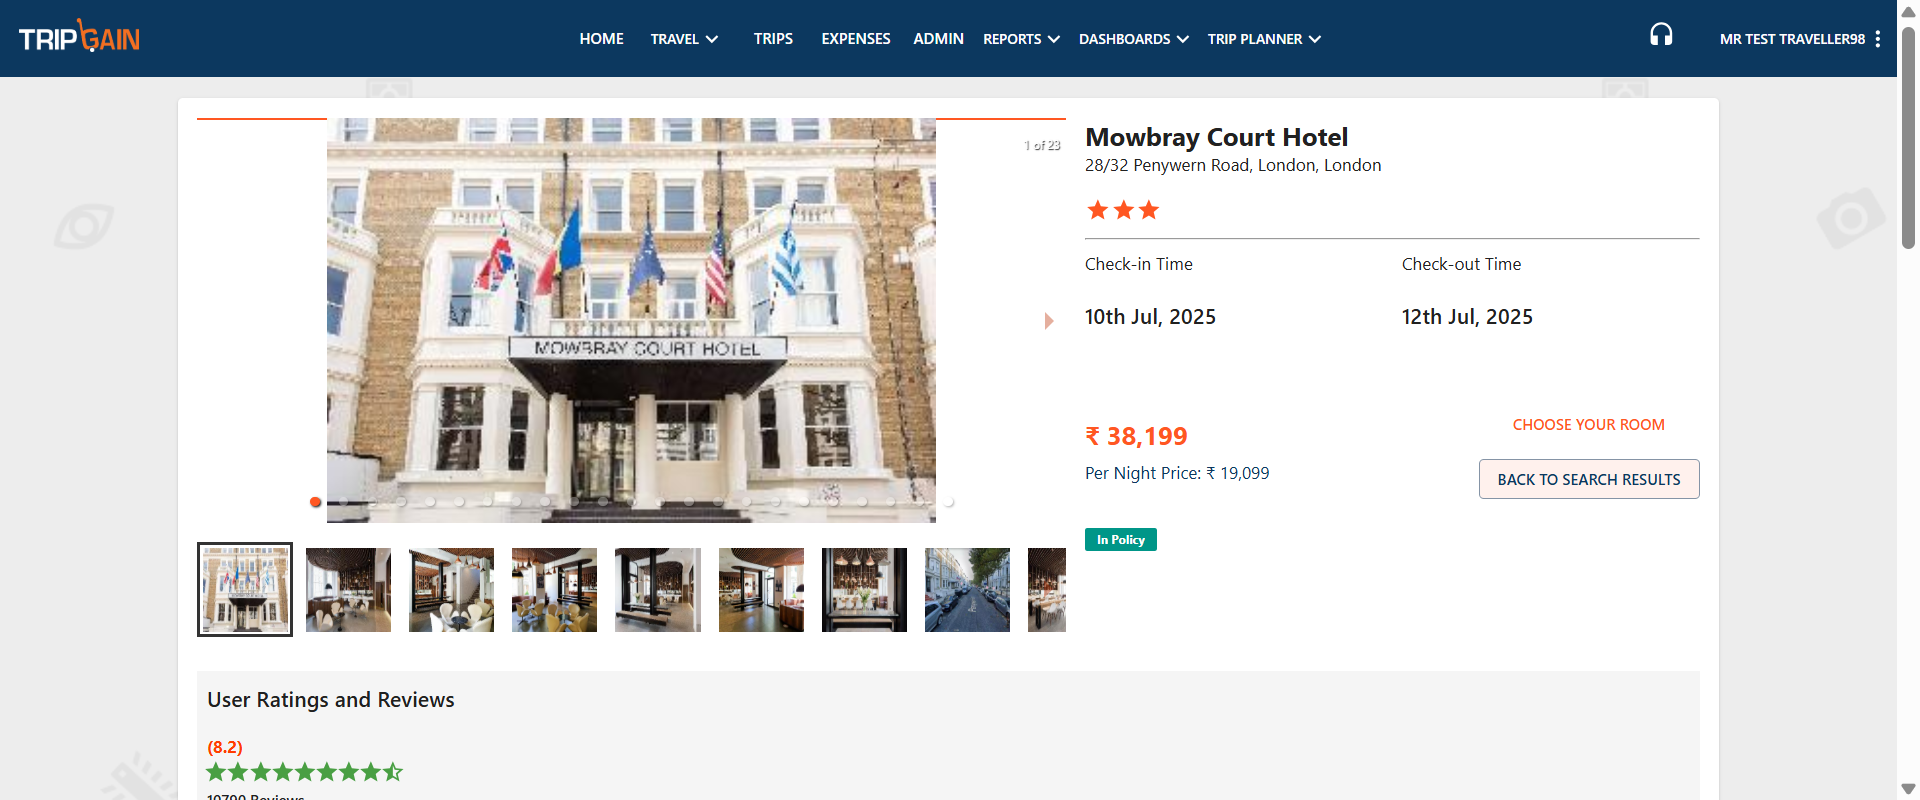 TRIPGAIN
HOME TRAVEL TRIPS EXPENSES ADMIN REPORTS DASHBOARDS TRIP PLANNER
MR TEST TRAVELLER98
1 of 23
MOWBRAY COURT HOTEL
Mowbray Court Hotel
28/32 Penywern Road, London, London
Check-in Time Check-out Time
10th Jul, 2025 12th Jul, 2025
₹ 38,199
Per Night Price: ₹ 19,099
CHOOSE YOUR ROOM
BACK TO SEARCH RESULTS
In Policy
User Ratings and Reviews
(8.2)
10790 Reviews